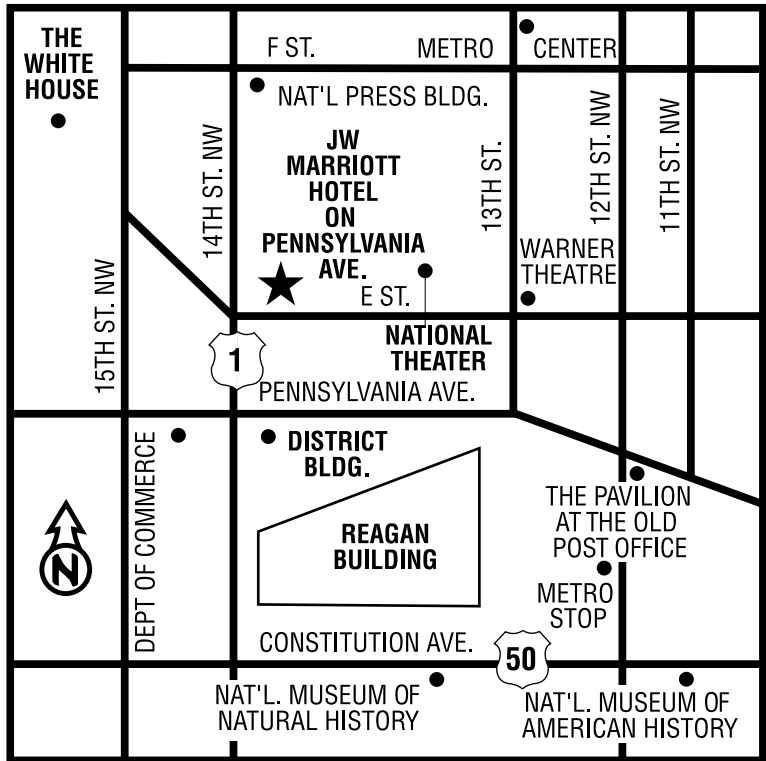 THE
WHITE
HOUSE
F ST.
METRO
CENTER
NAT'L PRESS BLDG.
JW
MARRIOTT
HOTEL
ON
PENNSYLVANIA
AVE.
14TH ST. NW
13TH ST.
12TH ST. NW
11TH ST. NW
15TH ST. NW
WARNER
THEATRE
E ST.
NATIONAL
THEATER
1
PENNSYLVANIA AVE.
DEPT OF COMMERCE
DISTRICT
BLDG.
REAGAN
BUILDING
THE PAVILION
AT THE OLD
POST OFFICE
N
METRO
STOP
CONSTITUTION AVE.
50
NAT'L. MUSEUM OF
NATURAL HISTORY
NAT'L. MUSEUM OF
AMERICAN HISTORY